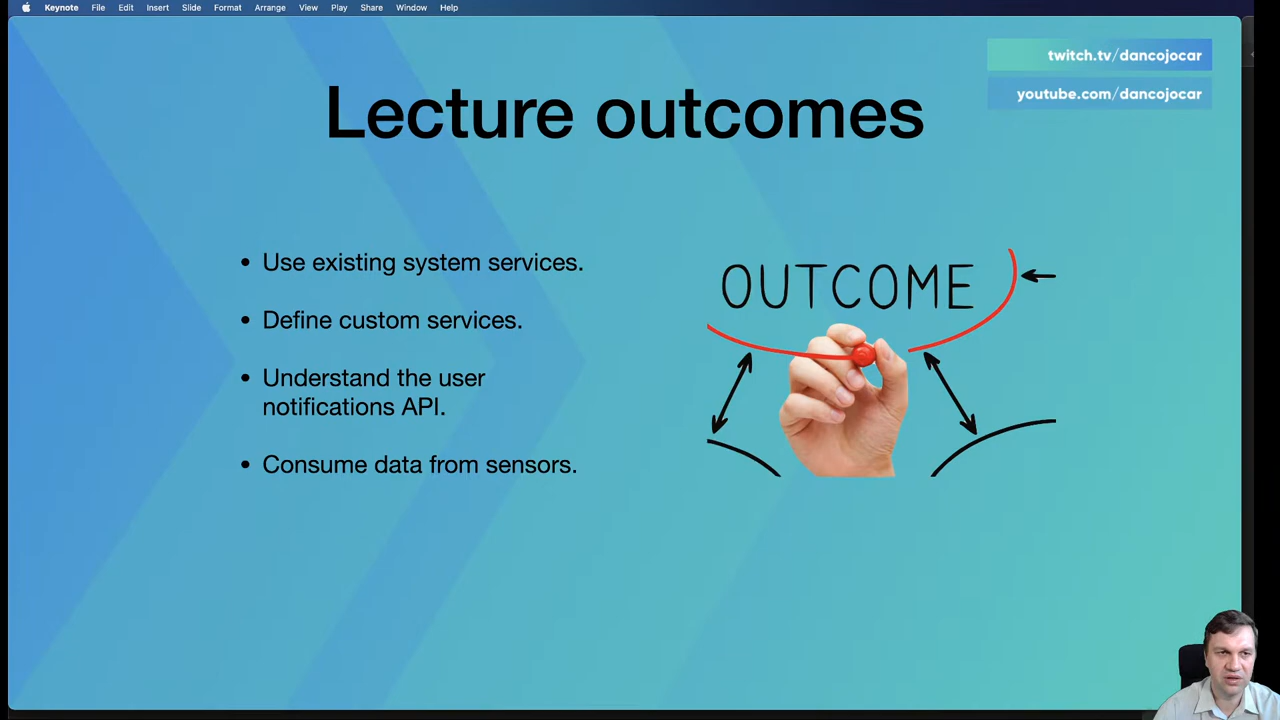 Keynote File Edit Insert Slide Format Arrange View Play Share Window Help
twitch.tv/dancojocar
youtube.com/dancojocar
Lecture outcomes
• Use existing system services.
• Define custom services.
• Understand the user
notifications API.
• Consume data from sensors.
OUTCOME